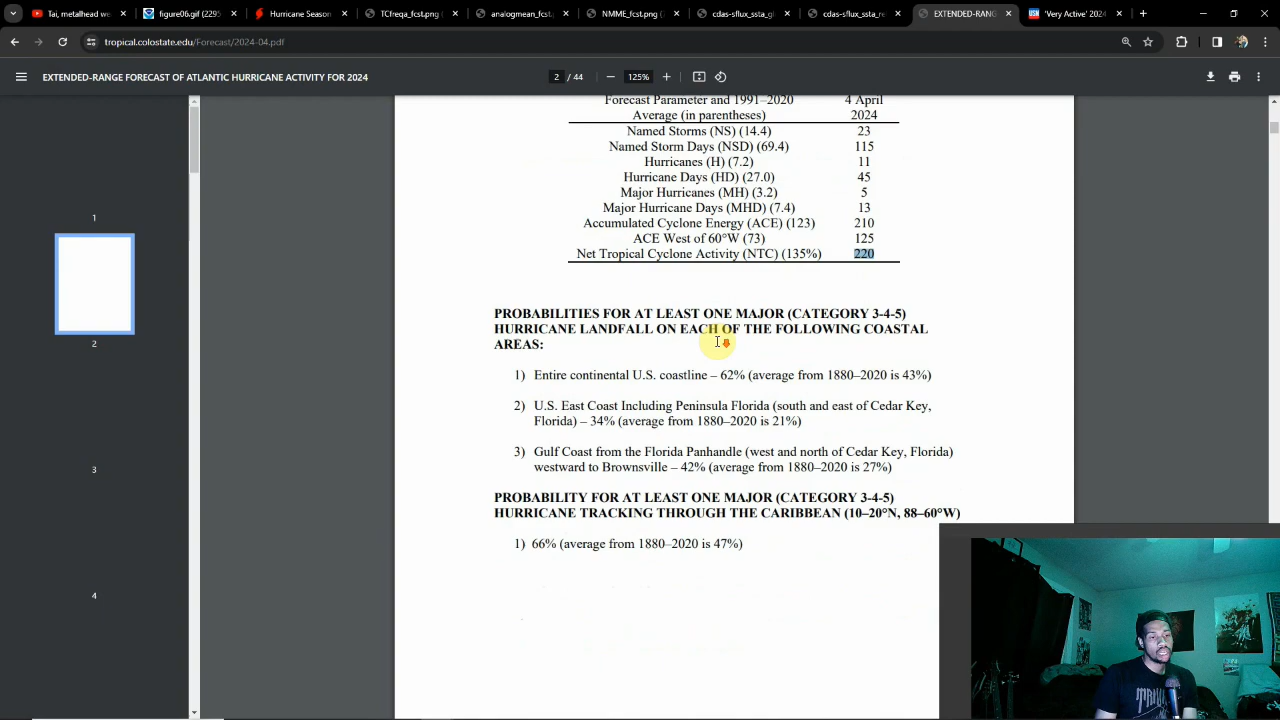 Tai, metalhead we
figure06.gif (2295
Hurricane Season
TCfreqa_fcst.png (
analogmean_fcst.p
NMME_fcst.png (
cdas-sflux_ssta_gl
cdas-sflux_ssta_re
EXTENDED-RANG
'Very Active' 2024
tropical.colostate.edu/Forecast/2024-04.pdf
EXTENDED-RANGE FORECAST OF ATLANTIC HURRICANE ACTIVITY FOR 2024
2 / 44
125%
Forecast Parameter and 1991–2020 4 April
Average (in parentheses) 2024
Named Storms (NS) (14.4) 23
Named Storm Days (NSD) (69.4) 115
Hurricanes (H) (7.2) 11
Hurricane Days (HD) (27.0) 45
Major Hurricanes (MH) (3.2) 5
Major Hurricane Days (MHD) (7.4) 13
Accumulated Cyclone Energy (ACE) (123) 210
ACE West of 60°W (73) 125
Net Tropical Cyclone Activity (NTC) (135%) 220
PROBABILITIES FOR AT LEAST ONE MAJOR (CATEGORY 3-4-5)
HURRICANE LANDFALL ON EACH OF THE FOLLOWING COASTAL
AREAS:
1) Entire continental U.S. coastline – 62% (average from 1880–2020 is 43%)
2) U.S. East Coast Including Peninsula Florida (south and east of Cedar Key,
Florida) – 34% (average from 1880–2020 is 21%)
3) Gulf Coast from the Florida Panhandle (west and north of Cedar Key, Florida)
westward to Brownsville – 42% (average from 1880–2020 is 27%)
PROBABILITY FOR AT LEAST ONE MAJOR (CATEGORY 3-4-5)
HURRICANE TRACKING THROUGH THE CARIBBEAN (10–20°N, 88–60°W)
1) 66% (average from 1880–2020 is 47%)
1
2
3
4